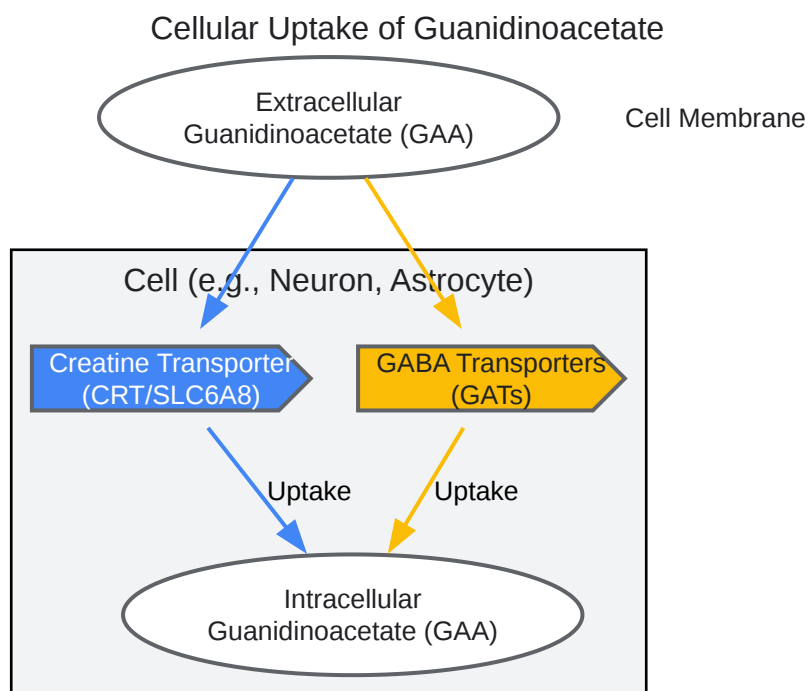 Cellular Uptake of Guanidinoacetate
Extracellular
Guanidinoacetate (GAA)
Cell Membrane
Cell (e.g., Neuron, Astrocyte)
Creatine Transporter
(CRT/SLC6A8)
GABA Transporters
(GATs)
Uptake
Uptake
Intracellular
Guanidinoacetate (GAA)